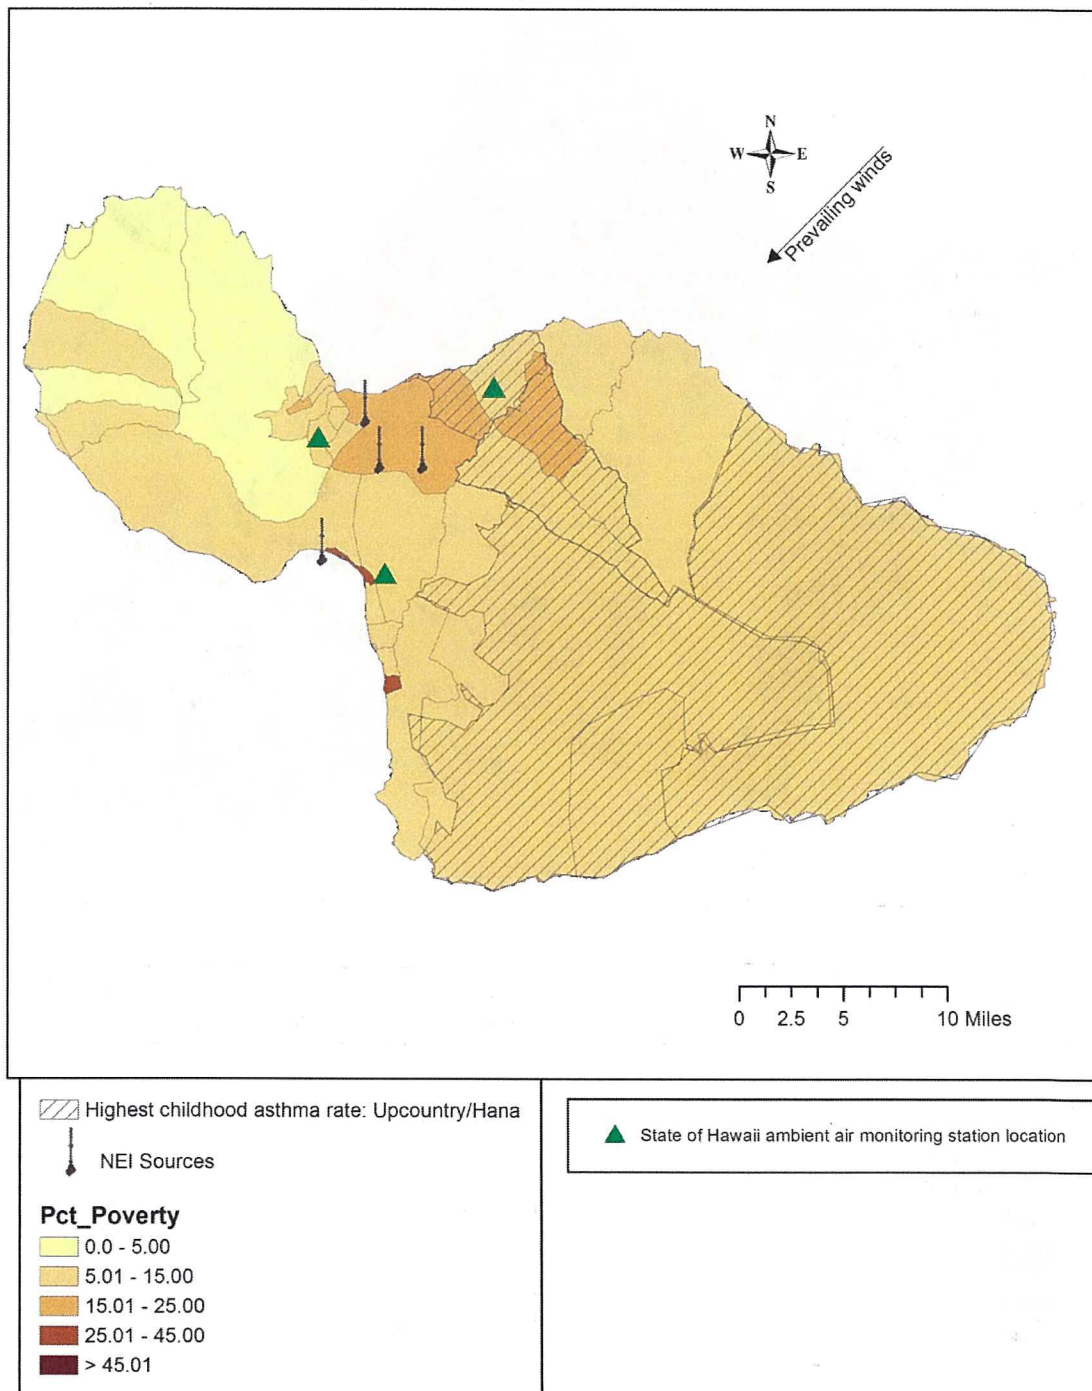 N
W E
S
Prevailing winds
0 2.5 5 10 Miles
Highest childhood asthma rate: Upcountry/Hana
NEI Sources
Pct_Poverty
0.0 - 5.00
5.01 - 15.00
15.01 - 25.00
25.01 - 45.00
> 45.01
State of Hawaii ambient air monitoring station location